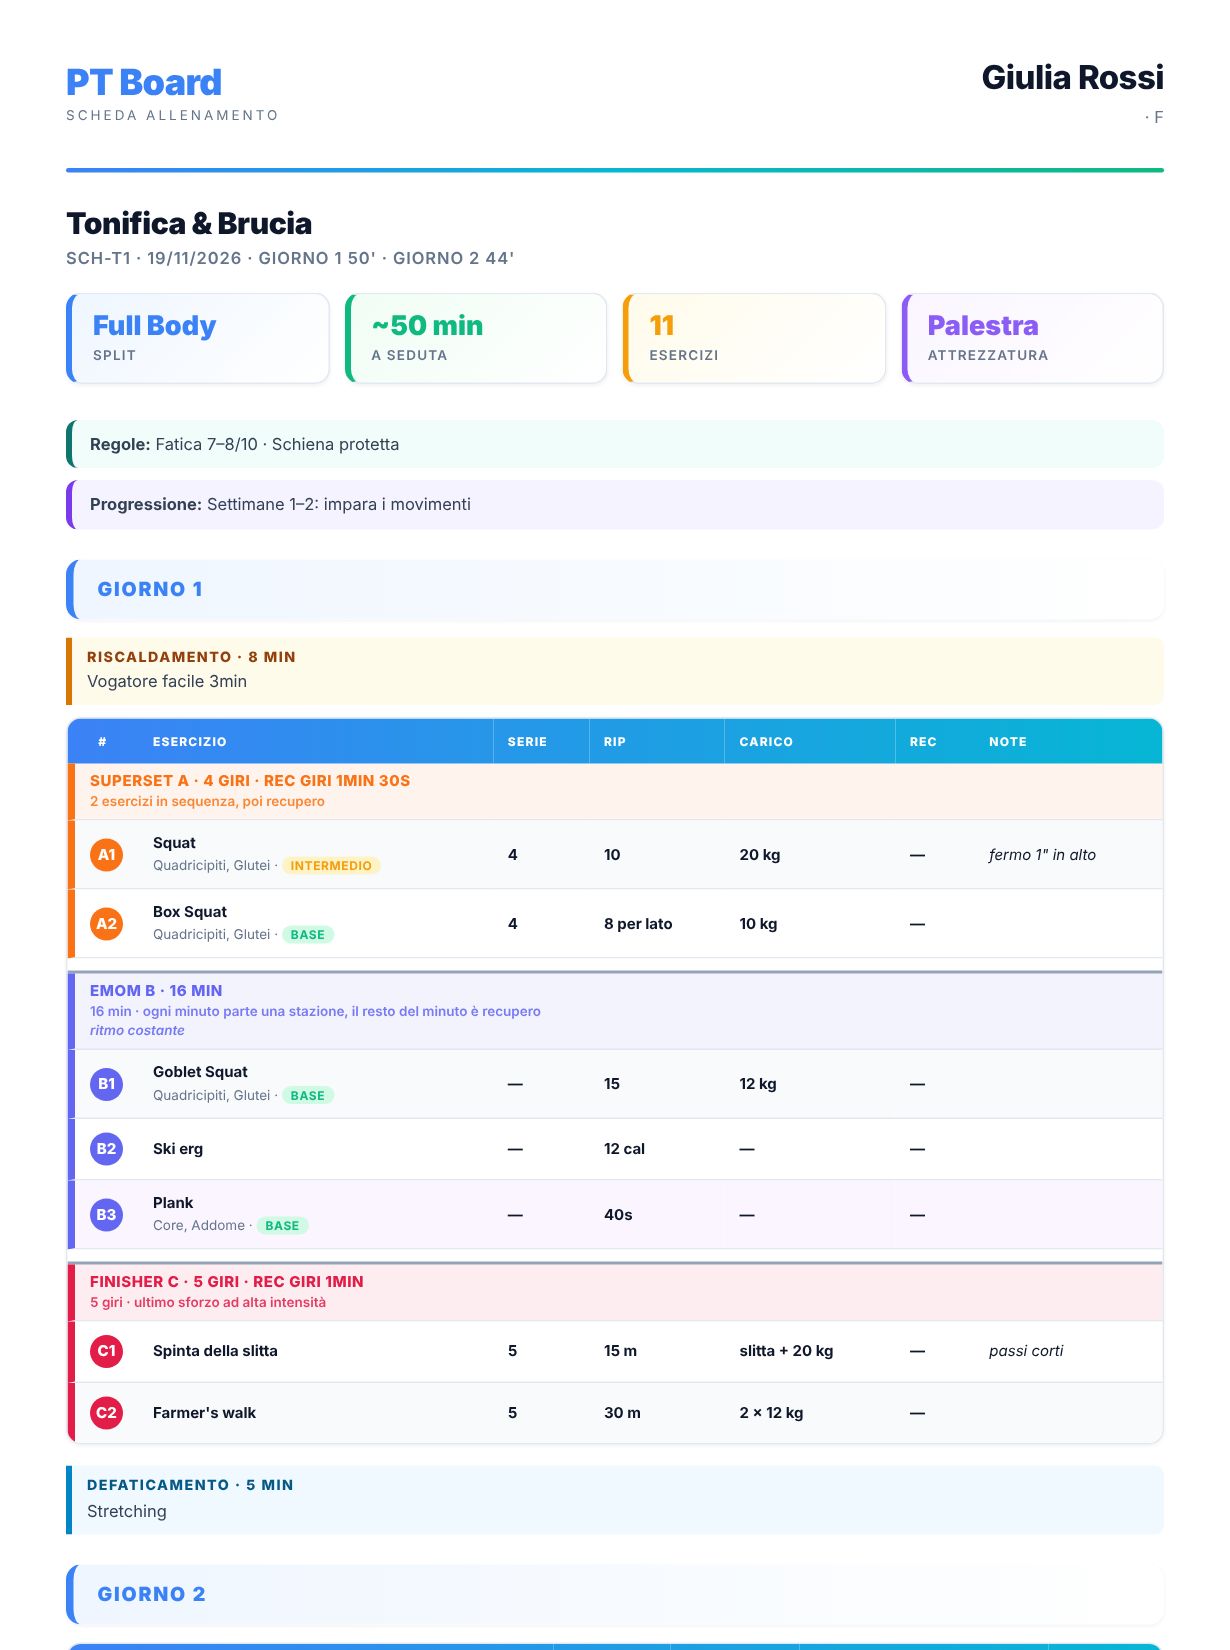 PT Board
SCHEDA ALLENAMENTO
Giulia Rossi
· F
Tonifica & Brucia
SCH-T1 · 19/11/2026 · GIORNO 1 50' · GIORNO 2 44'
Full Body
SPLIT
~50 min
A SEDUTA
11
ESERCIZI
Palestra
ATTREZZATURA
Regole: Fatica 7–8/10 · Schiena protetta
Progressione: Settimane 1–2: impara i movimenti
GIORNO 1
RISCALDAMENTO · 8 MIN
Vogatore facile 3min
# ESERCIZIO SERIE RIP CARICO REC NOTE
SUPERSET A · 4 GIRI · REC GIRI 1MIN 30S
2 esercizi in sequenza, poi recupero
A1 Squat 4 10 20 kg — fermo 1" in alto
Quadricipiti, Glutei · INTERMEDIO
A2 Box Squat 4 8 per lato 10 kg —
Quadricipiti, Glutei · BASE
EMOM B · 16 MIN
16 min · ogni minuto parte una stazione, il resto del minuto è recupero
ritmo costante
B1 Goblet Squat — 15 12 kg —
Quadricipiti, Glutei · BASE
B2 Ski erg — 12 cal — —
B3 Plank — 40s — —
Core, Addome · BASE
FINISHER C · 5 GIRI · REC GIRI 1MIN
5 giri · ultimo sforzo ad alta intensità
C1 Spinta della slitta 5 15 m slitta + 20 kg — passi corti
C2 Farmer's walk 5 30 m 2 × 12 kg —
DEFATICAMENTO · 5 MIN
Stretching
GIORNO 2